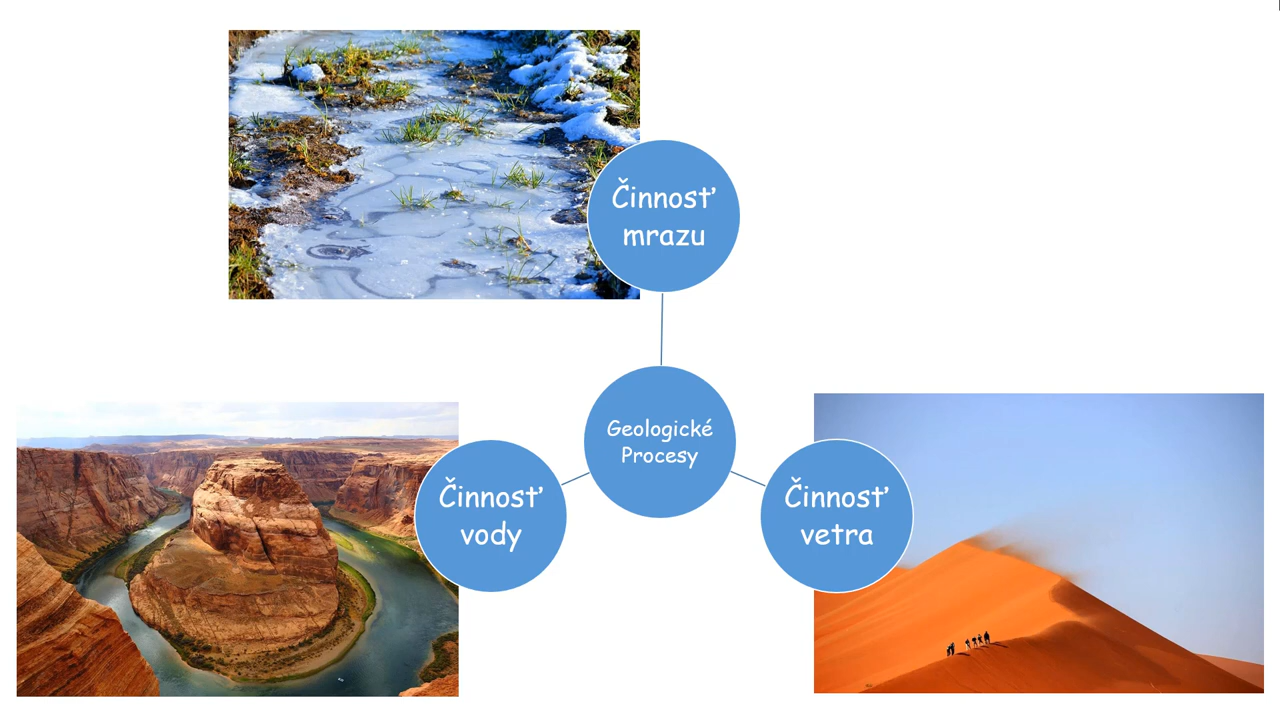 Činnosť
mrazu
Geologické
Procesy
Činnosť
vody
Činnosť
vetra